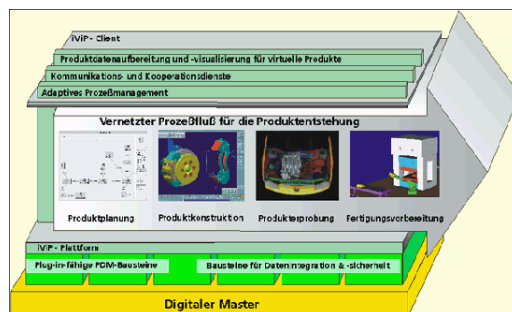 iViP - Client
Produktdatenaufbereitung und -visualisierung für virtuelle Produkte
Kommunikations- und Kooperationsdienste
Adaptives Prozeßmanagement
Vernetzter Prozeßfluß für die Produktentstehung
Produktplanung Produktkonstruktion Produkterprobung Fertigungsvorbereitung
iViP - Plattform
Plug-in-fähige PDM-Bausteine Bausteine für Datenintegration & -sicherheit
Digitaler Master